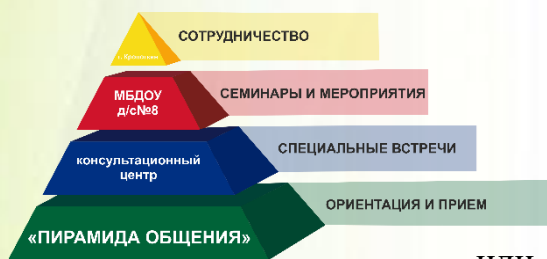 СОТРУДНИЧЕСТВО
МБДОУ
д/с№8
СЕМИНАРЫ И МЕРОПРИЯТИЯ
консультационный
центр
СПЕЦИАЛЬНЫЕ ВСТРЕЧИ
ОРИЕНТАЦИЯ И ПРИЕМ
«ПИРАМИДА ОБЩЕНИЯ»